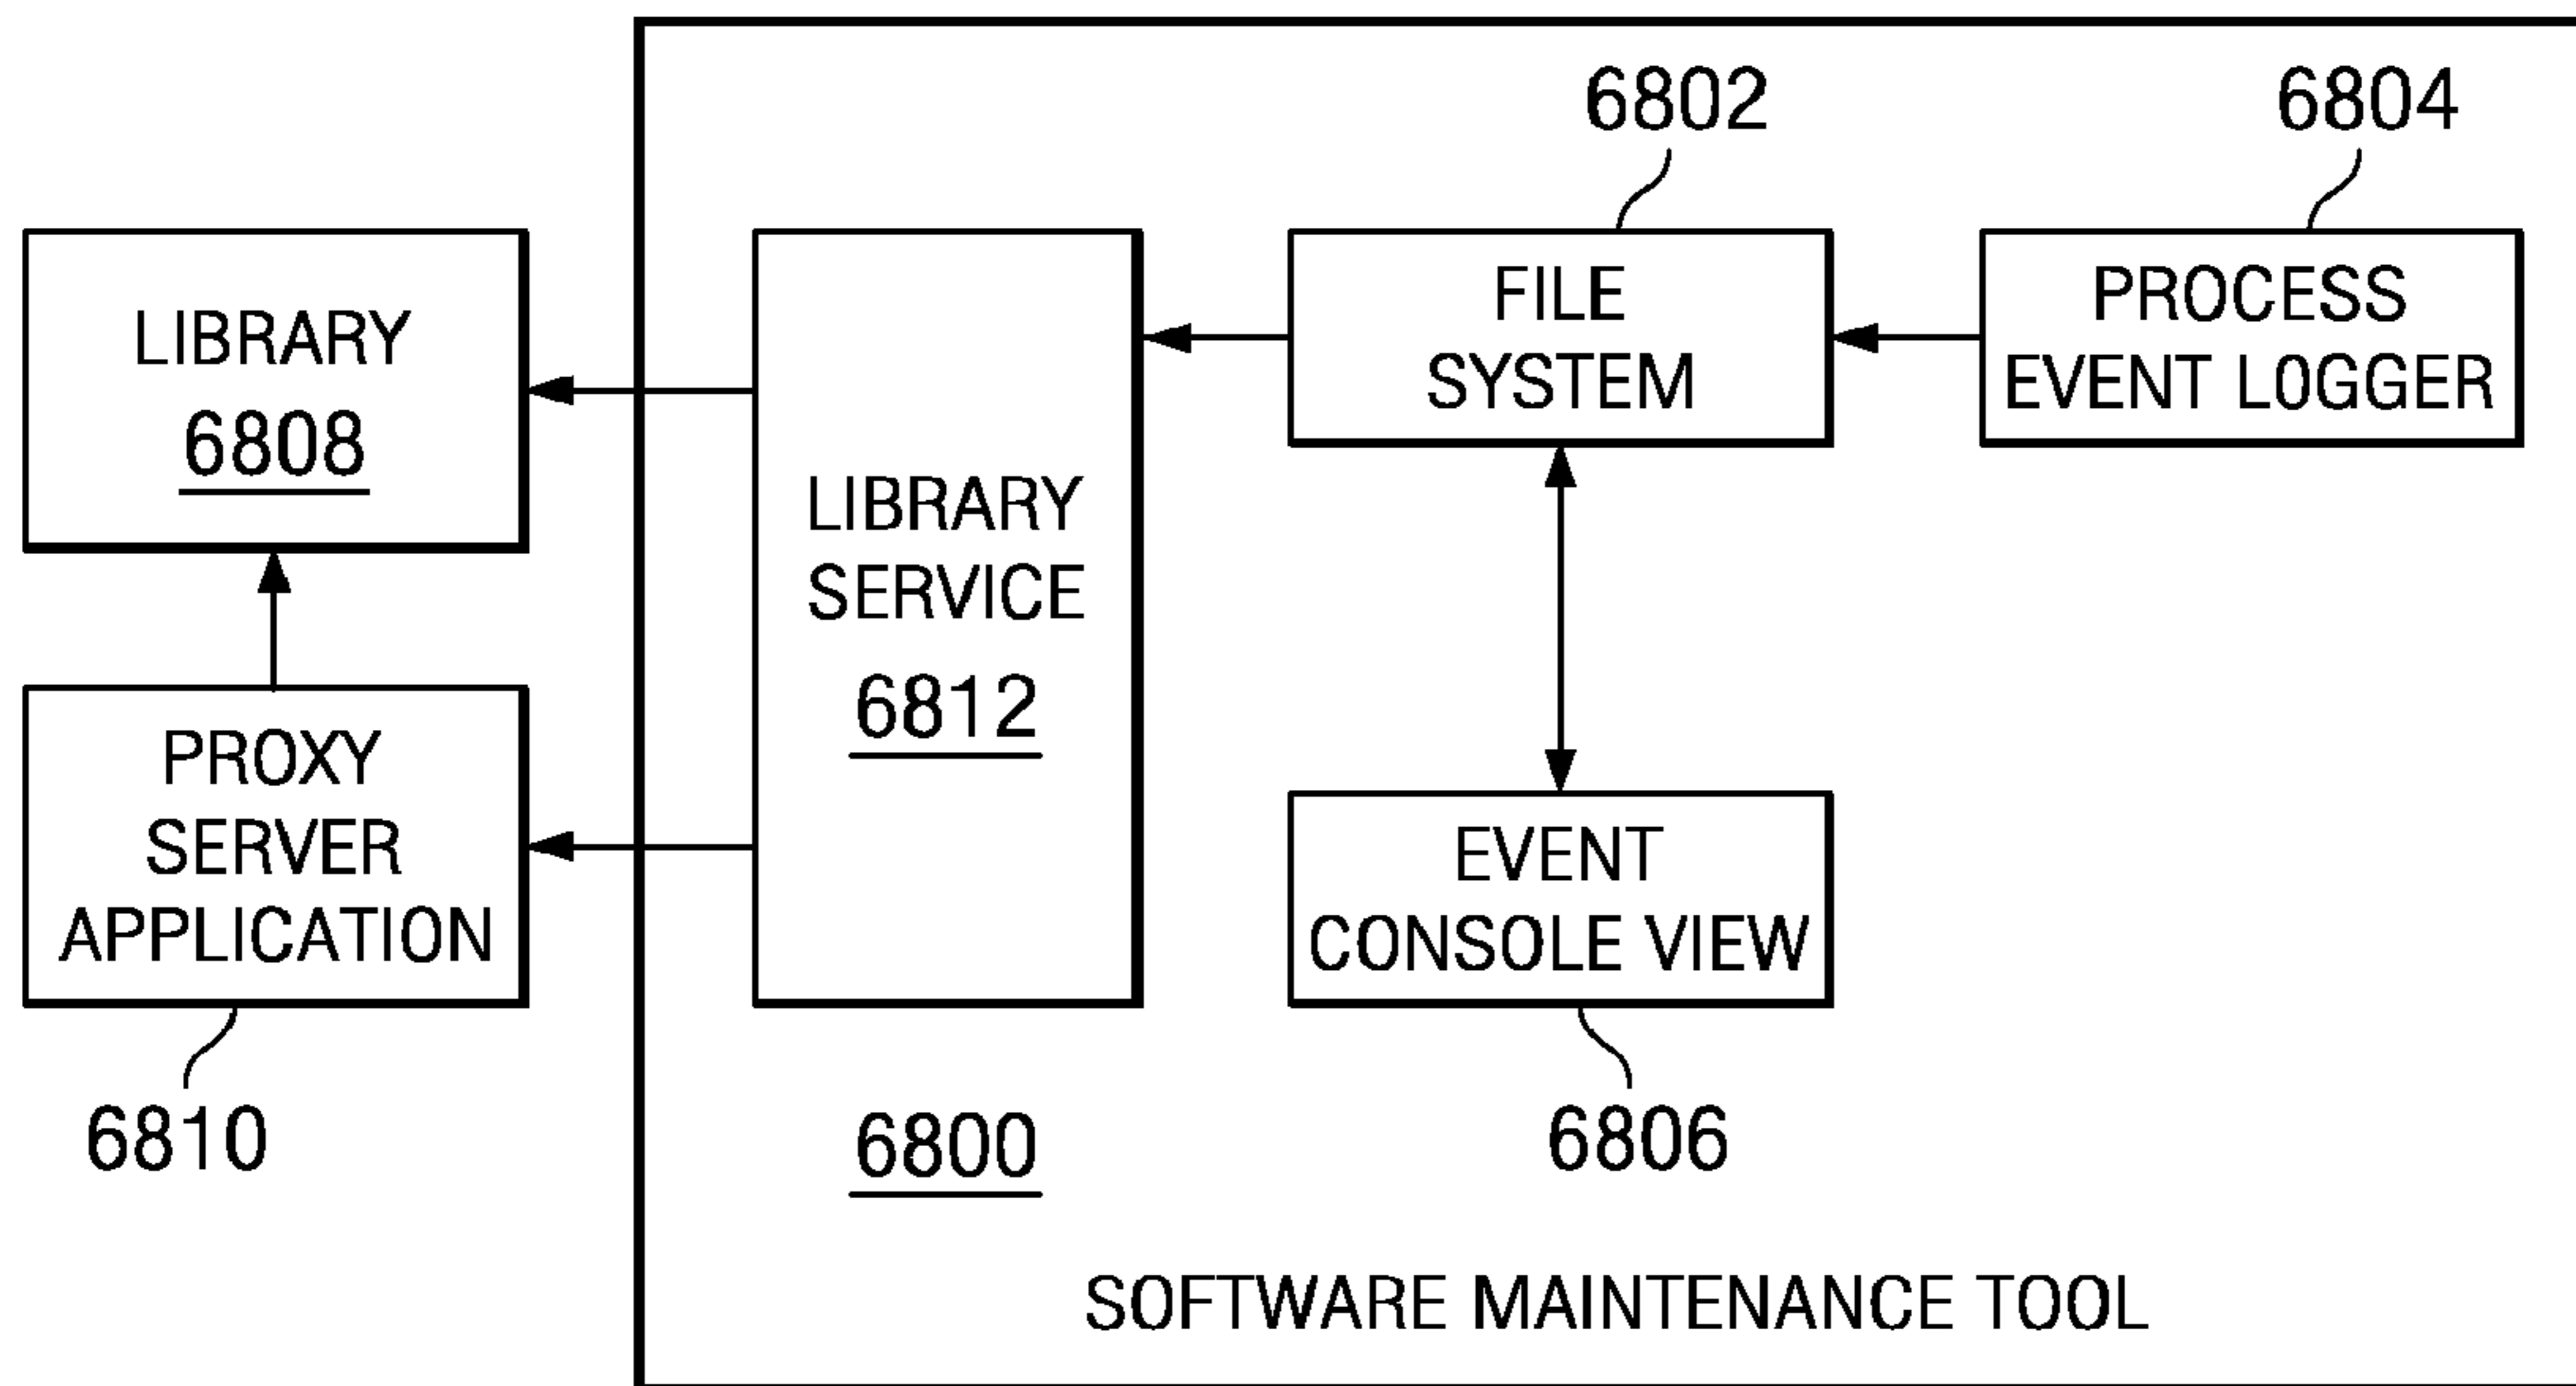 6802
6804
LIBRARY
6808
LIBRARY
SERVICE
6812
FILE
SYSTEM
PROCESS
EVENT LOGGER
PROXY
SERVER
APPLICATION
6810
EVENT
CONSOLE VIEW
6806
6800
SOFTWARE MAINTENANCE TOOL